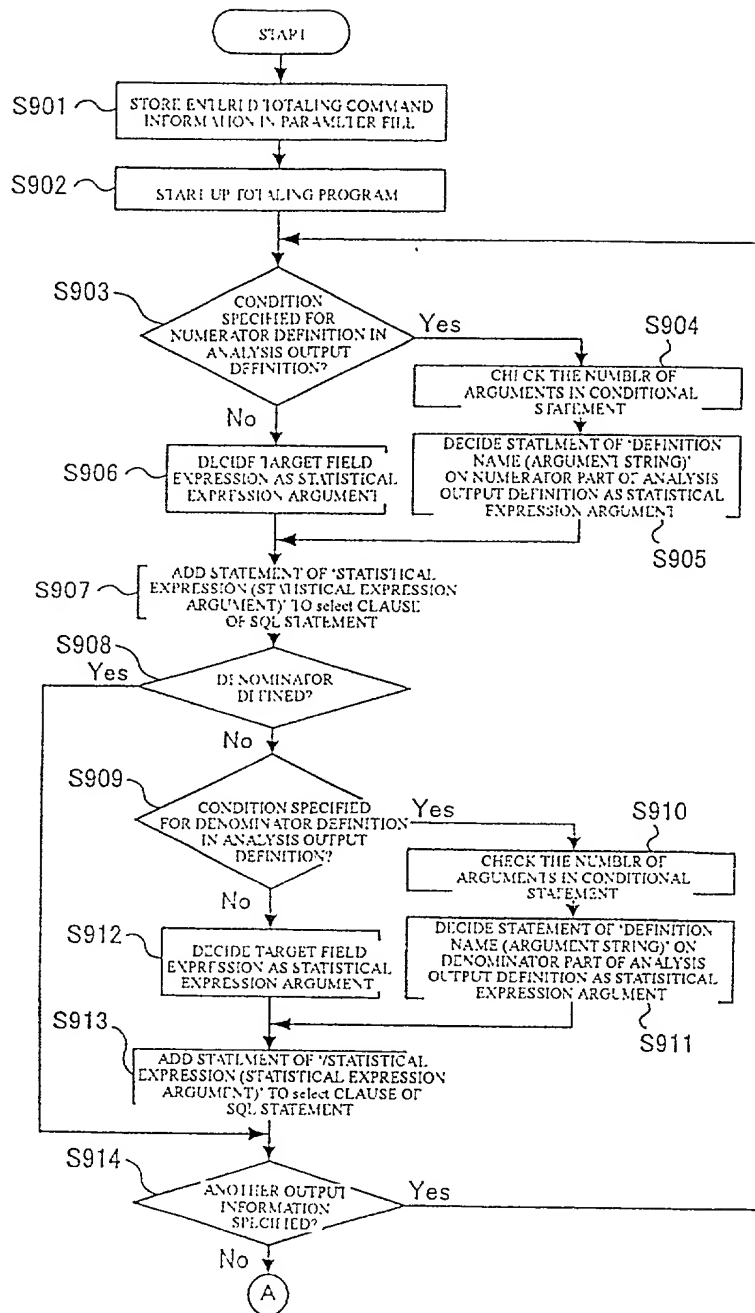 START
S901
STORE ENTERED TOTALING COMMAND
INFORMATION IN PARAMETER FILE
S902
START UP TOTALING PROGRAM
S903
CONDITION
SPECIFIED FOR
NUMERATOR DEFINITION IN
ANALYSIS OUTPUT
DEFINITION?
Yes
No
S904
CHECK THE NUMBER OF
ARGUMENTS IN CONDITIONAL
STATEMENT
S906
DECIDE TARGET FIELD
EXPRESSION AS STATISTICAL
EXPRESSION ARGUMENT
DECIDE STATEMENT OF "DEFINITION
NAME (ARGUMENT STRING)"
ON NUMERATOR PART OF ANALYSIS
OUTPUT DEFINITION AS STATISTICAL
EXPRESSION ARGUMENT
S905
S907
ADD STATEMENT OF "STATISTICAL
EXPRESSION (STATISTICAL EXPRESSION
ARGUMENT)" TO select CLAUSE
OF SQL STATEMENT
S908
Yes
DENOMINATOR
DEFINED?
No
S909
CONDITION SPECIFIED
FOR DENOMINATOR DEFINITION
IN ANALYSIS OUTPUT
DEFINITION?
Yes
No
S910
CHECK THE NUMBER OF
ARGUMENTS IN CONDITIONAL
STATEMENT
S912
DECIDE TARGET FIELD
EXPRESSION AS STATISTICAL
EXPRESSION ARGUMENT
DECIDE STATEMENT OF "DEFINITION
NAME (ARGUMENT STRING)" ON
DENOMINATOR PART OF ANALYSIS
OUTPUT DEFINITION AS STATISITICAL
EXPRESSION ARGUMENT
S911
S913
ADD STATEMENT OF "/STATISTICAL
EXPRESSION (STATISTICAL EXPRESSION
ARGUMENT)" TO select CLAUSE OF
SQL STATEMENT
S914
ANOTHER OUTPUT
INFORMATION
SPECIFIED?
Yes
No
A